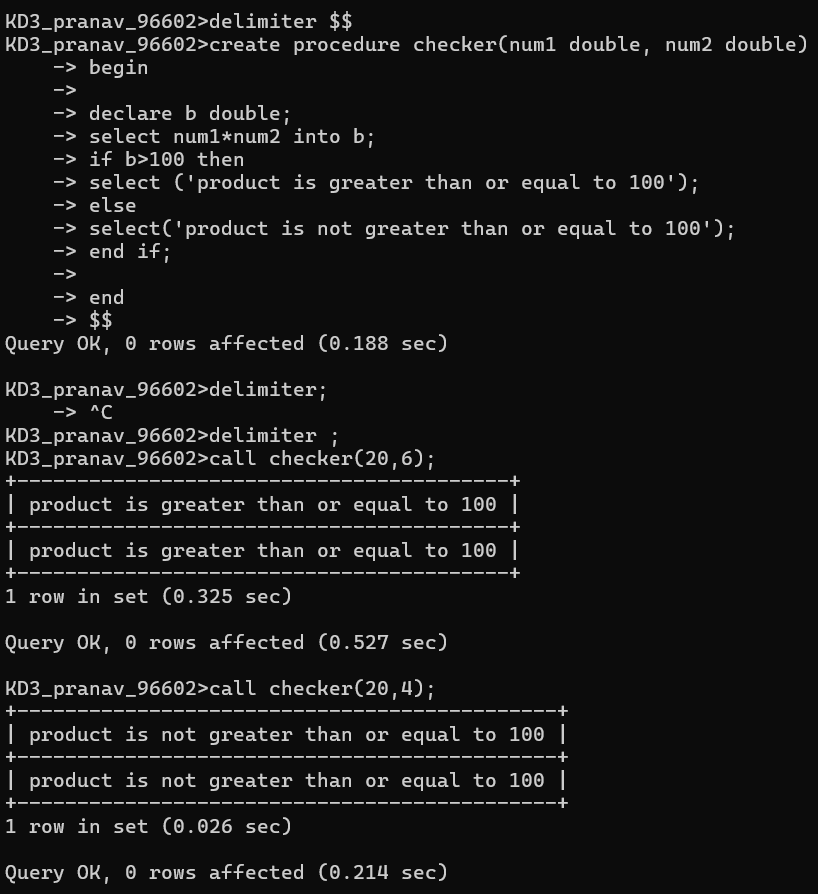 KD3_pranav_96602>delimiter $$
KD3_pranav_96602>create procedure checker(num1 double, num2 double)
    -> begin
    ->
    -> declare b double;
    -> select num1*num2 into b;
    -> if b>100 then
    -> select ('product is greater than or equal to 100');
    -> else
    -> select('product is not greater than or equal to 100');
    -> end if;
    ->
    -> end
    -> $$
Query OK, 0 rows affected (0.188 sec)

KD3_pranav_96602>delimiter;
    -> ^C
KD3_pranav_96602>delimiter ;
KD3_pranav_96602>call checker(20,6);
+-----------------------------------------+
| product is greater than or equal to 100 |
+-----------------------------------------+
| product is greater than or equal to 100 |
+-----------------------------------------+
1 row in set (0.325 sec)

Query OK, 0 rows affected (0.527 sec)

KD3_pranav_96602>call checker(20,4);
+---------------------------------------------+
| product is not greater than or equal to 100 |
+---------------------------------------------+
| product is not greater than or equal to 100 |
+---------------------------------------------+
1 row in set (0.026 sec)

Query OK, 0 rows affected (0.214 sec)